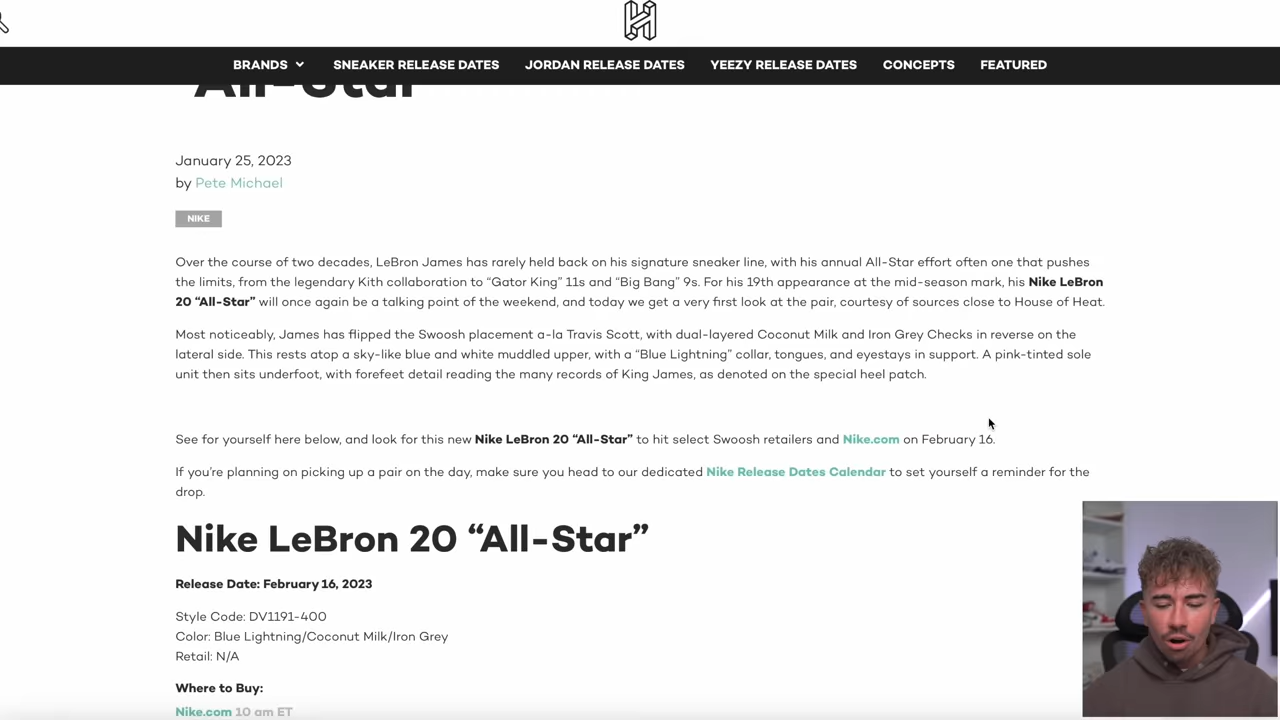 BRANDS SNEAKER RELEASE DATES JORDAN RELEASE DATES YEEZY RELEASE DATES CONCEPTS FEATURED
All-Star
January 25, 2023
by Pete Michael
NIKE
Over the course of two decades, LeBron James has rarely held back on his signature sneaker line, with his annual All-Star effort often one that pushes
the limits, from the legendary Kith collaboration to “Gator King” 11s and “Big Bang” 9s. For his 19th appearance at the mid-season mark, his Nike LeBron
20 “All-Star” will once again be a talking point of the weekend, and today we get a very first look at the pair, courtesy of sources close to House of Heat.
Most noticeably, James has flipped the Swoosh placement a-la Travis Scott, with dual-layered Coconut Milk and Iron Grey Checks in reverse on the
lateral side. This rests atop a sky-like blue and white muddled upper, with a “Blue Lightning” collar, tongues, and eyestays in support. A pink-tinted sole
unit then sits underfoot, with forefeet detail reading the many records of King James, as denoted on the special heel patch.
See for yourself here below, and look for this new Nike LeBron 20 “All-Star” to hit select Swoosh retailers and Nike.com on February 16.
If you’re planning on picking up a pair on the day, make sure you head to our dedicated Nike Release Dates Calendar to set yourself a reminder for the
drop.
Nike LeBron 20 “All-Star”
Release Date: February 16, 2023
Style Code: DV1191-400
Color: Blue Lightning/Coconut Milk/Iron Grey
Retail: N/A
Where to Buy:
Nike.com 10 am ET